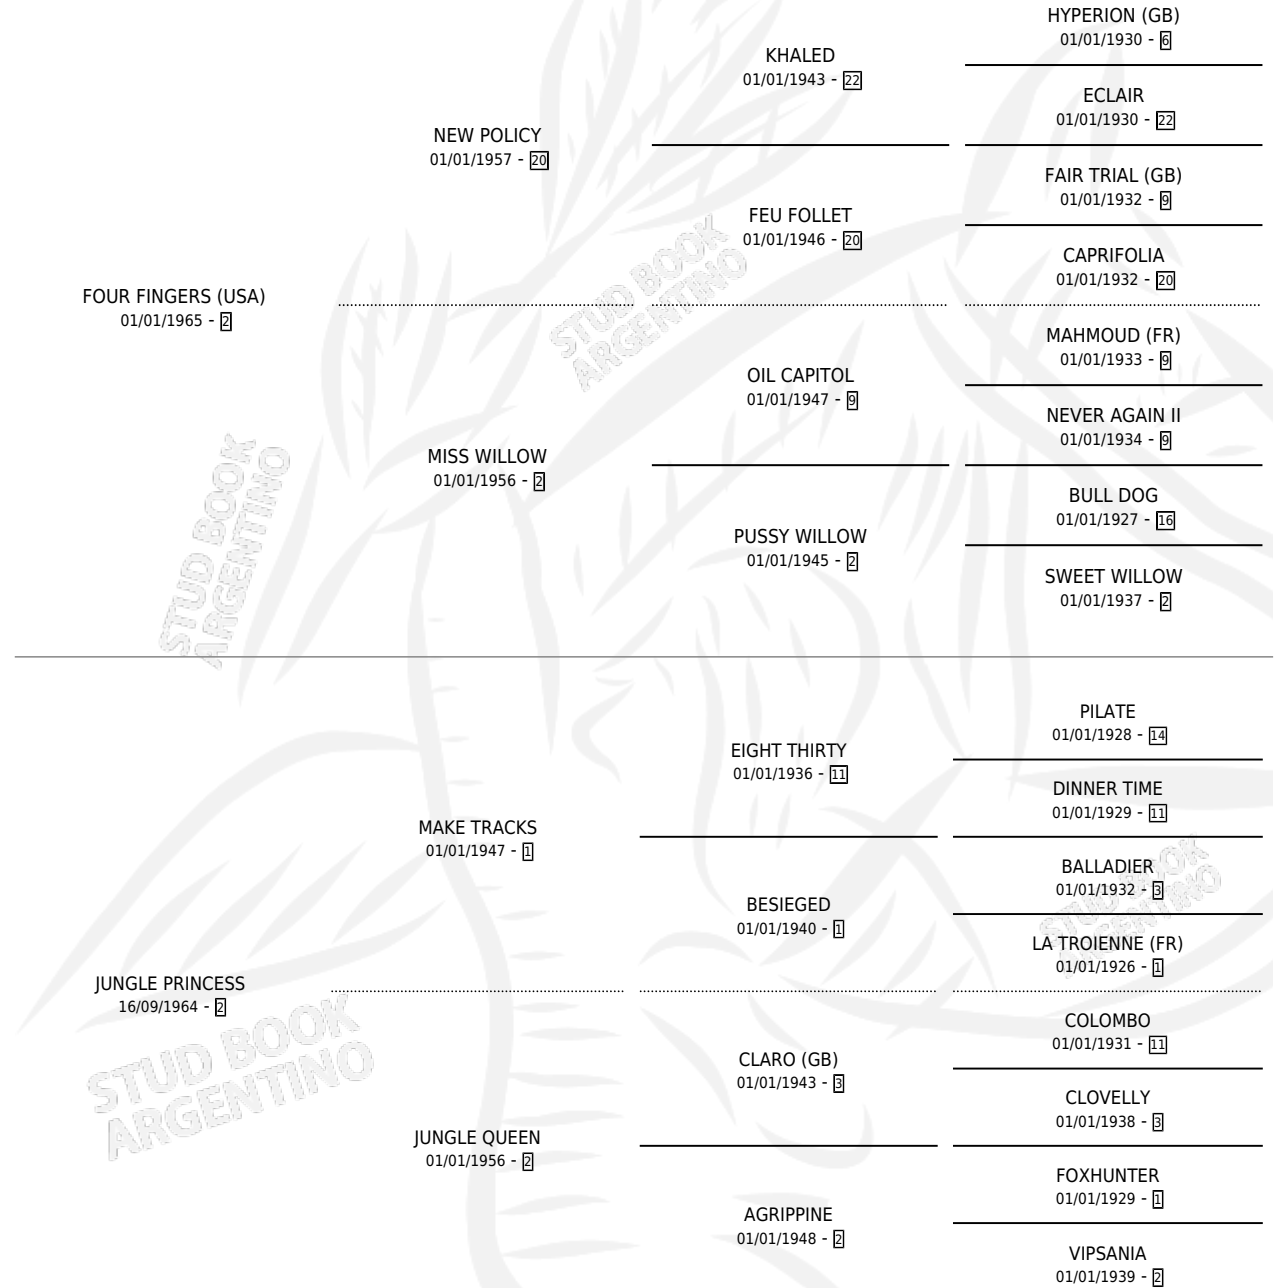 HYPERION (GB)
01/01/1930 - 6
KHALED
01/01/1943 - 22
ECLAIR
01/01/1930 - 22
NEW POLICY
01/01/1957 - 20
FAIR TRIAL (GB)
01/01/1932 - 9
FEU FOLLET
01/01/1946 - 20
CAPRIFOLIA
01/01/1932 - 20
FOUR FINGERS (USA)
01/01/1965 - 2
MAHMOUD (FR)
01/01/1933 - 9
OIL CAPITOL
01/01/1947 - 9
NEVER AGAIN II
01/01/1934 - 9
MISS WILLOW
01/01/1956 - 2
BULL DOG
01/01/1927 - 16
PUSSY WILLOW
01/01/1945 - 2
SWEET WILLOW
01/01/1937 - 2
STUD BOOK
ARGENTINO
STUD BOOK
ARGENTINO
PILATE
01/01/1928 - 14
EIGHT THIRTY
01/01/1936 - 11
DINNER TIME
01/01/1929 - 11
MAKE TRACKS
01/01/1947 - 1
BALLADIER
01/01/1932 - 3
BESIEGED
01/01/1940 - 1
LA TROIENNE (FR)
01/01/1926 - 1
STUD BOOK
ARGENTINO
JUNGLE PRINCESS
16/09/1964 - 2
COLOMBO
01/01/1931 - 11
CLARO (GB)
01/01/1943 - 3
CLOVELLY
01/01/1938 - 3
JUNGLE QUEEN
01/01/1956 - 2
FOXHUNTER
01/01/1929 - 1
AGRIPPINE
01/01/1948 - 2
VIPSANIA
01/01/1939 - 2
STUD BOOK
ARGENTINO